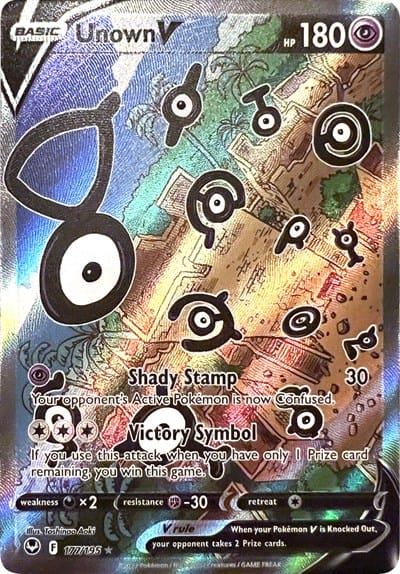 BASIC Unown V HP 180
Shady Stamp 30
Your opponent's Active Pokémon is now Confused.
Victory Symbol
If you use this attack when you have only 1 Prize card
remaining, you win this game.
weakness ×2 resistance -30 retreat
Illus. Toshinao Aoki
V rule
When your Pokémon V is Knocked Out,
your opponent takes 2 Prize cards.
F 177/195
GAME FREAK